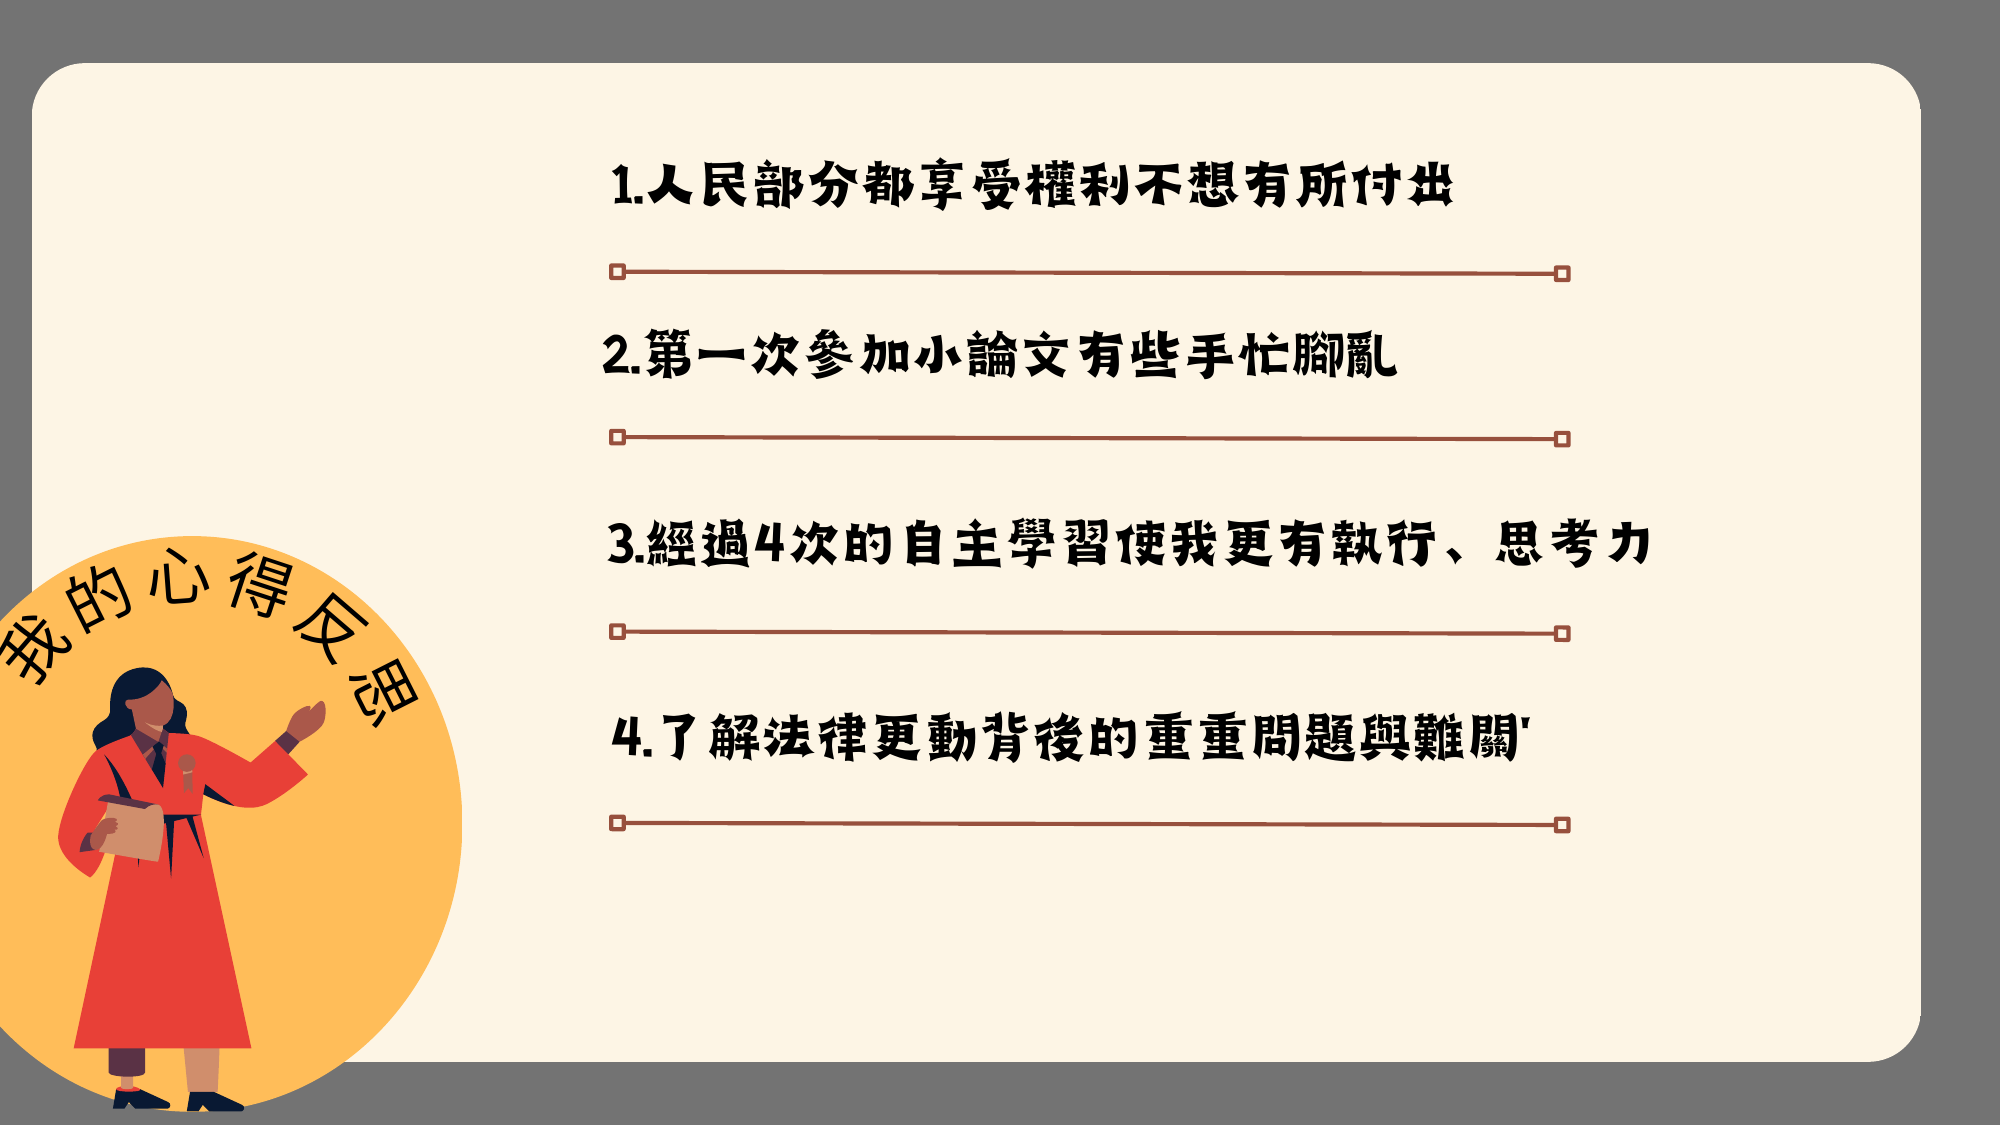 1.人民部分都享受權利不想有所付出
2.第一次參加小論文有些手忙腳亂
3.經過4次的自主學習使我更有執行、思考力
4.了解法律更動背後的重重問題與難關'
我的心得反思